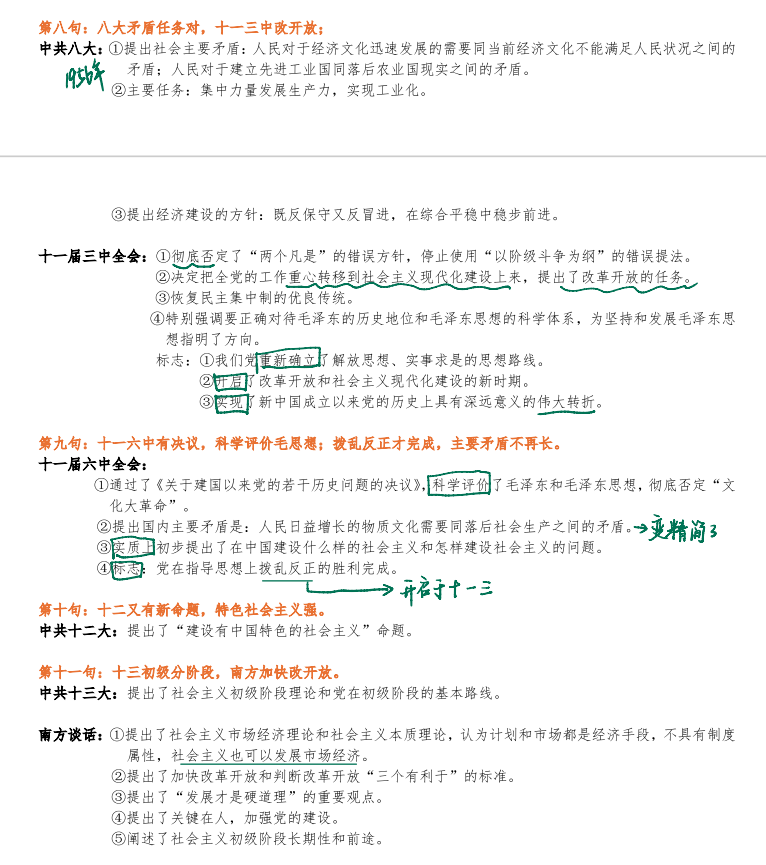 第八句：八大矛盾任务对，十一三中改开放；
中共八大：①提出社会主要矛盾：人民对于经济文化迅速发展的需要同当前经济文化不能满足人民状况之间的
矛盾；人民对于建立先进工业国同落后农业国现实之间的矛盾。
1956年
②主要任务：集中力量发展生产力，实现工业化。
③提出经济建设的方针：既反保守又反冒进，在综合平稳中稳步前进。
十一届三中全会：①彻底否定了“两个凡是”的错误方针，停止使用“以阶级斗争为纲”的错误提法。
②决定把全党的工作重心转移到社会主义现代化建设上来，提出了改革开放的任务。
③恢复民主集中制的优良传统。
④特别强调要正确对待毛泽东的历史地位和毛泽东思想的科学体系，为坚持和发展毛泽东思
想指明了方向。
标志：①我们党重新确立了解放思想、实事求是的思想路线。
②开启了改革开放和社会主义现代化建设的新时期。
③实现了新中国成立以来党的历史上具有深远意义的伟大转折。
第九句：十一六中有决议，科学评价毛思想；拨乱反正才完成，主要矛盾不再长。
十一届六中全会：
①通过了《关于建国以来党的若干历史问题的决议》，科学评价了毛泽东和毛泽东思想，彻底否定“文
化大革命”。
②提出国内主要矛盾是：人民日益增长的物质文化需要同落后社会生产之间的矛盾。→变精简了
③实质上初步提出了在中国建设什么样的社会主义和怎样建设社会主义的问题。
④标志：党在指导思想上拨乱反正的胜利完成。
→开启于十一三
第十句：十二又有新命题，特色社会主义强。
中共十二大：提出了“建设有中国特色的社会主义”命题。
第十一句：十三初级分阶段，南方加快改开放。
中共十三大：提出了社会主义初级阶段理论和党在初级阶段的基本路线。
南方谈话：①提出了社会主义市场经济理论和社会主义本质理论，认为计划和市场都是经济手段，不具有制度
属性，社会主义也可以发展市场经济。
②提出了加快改革开放和判断改革开放“三个有利于”的标准。
③提出了“发展才是硬道理”的重要观点。
④提出了关键在人，加强党的建设。
⑤阐述了社会主义初级阶段长期性和前途。